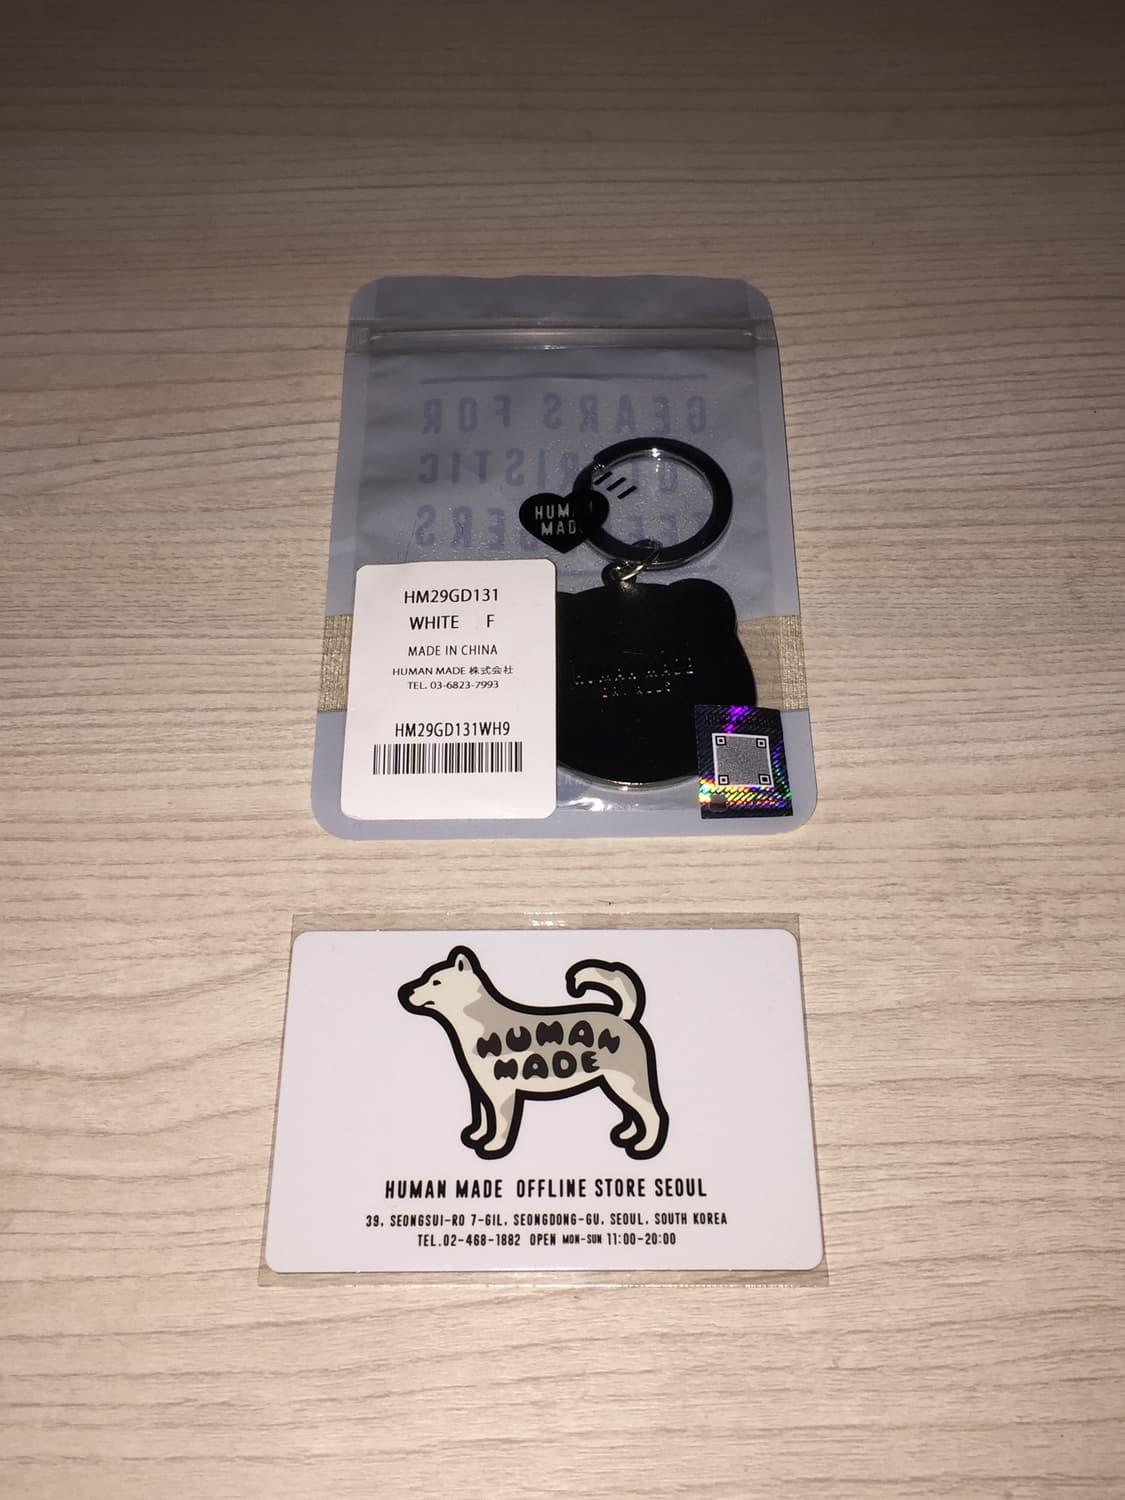 GEARS FOR
HUMAN
MADE
HM29GD131
WHITE F
MADE IN CHINA
HUMAN MADE 株式会社
TEL. 03-6823-7993
HM29GD131WH9
HUMAN MADE
HUMAN
MADE
HUMAN MADE OFFLINE STORE SEOUL
39, SEONGSUI-RO 7-GIL, SEONGDONG-GU, SEOUL, SOUTH KOREA
TEL.02-468-1882 OPEN MON-SUN 11:00-20:00